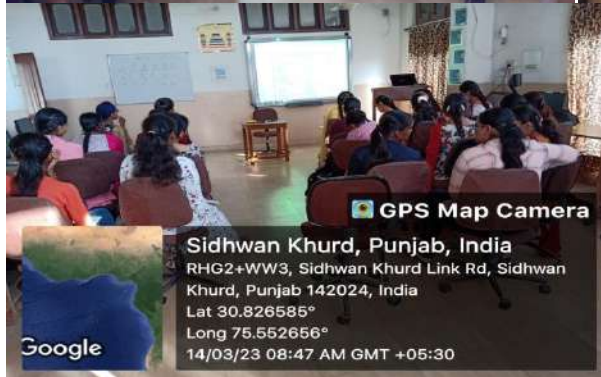 GPS Map Camera
Sidhwan Khurd, Punjab, India
RHG2+WW3, Sidhwan Khurd Link Rd, Sidhwan
Khurd, Punjab 142024, India
Lat 30.826585°
Long 75.552656°
14/03/23 08:47 AM GMT +05:30
Google